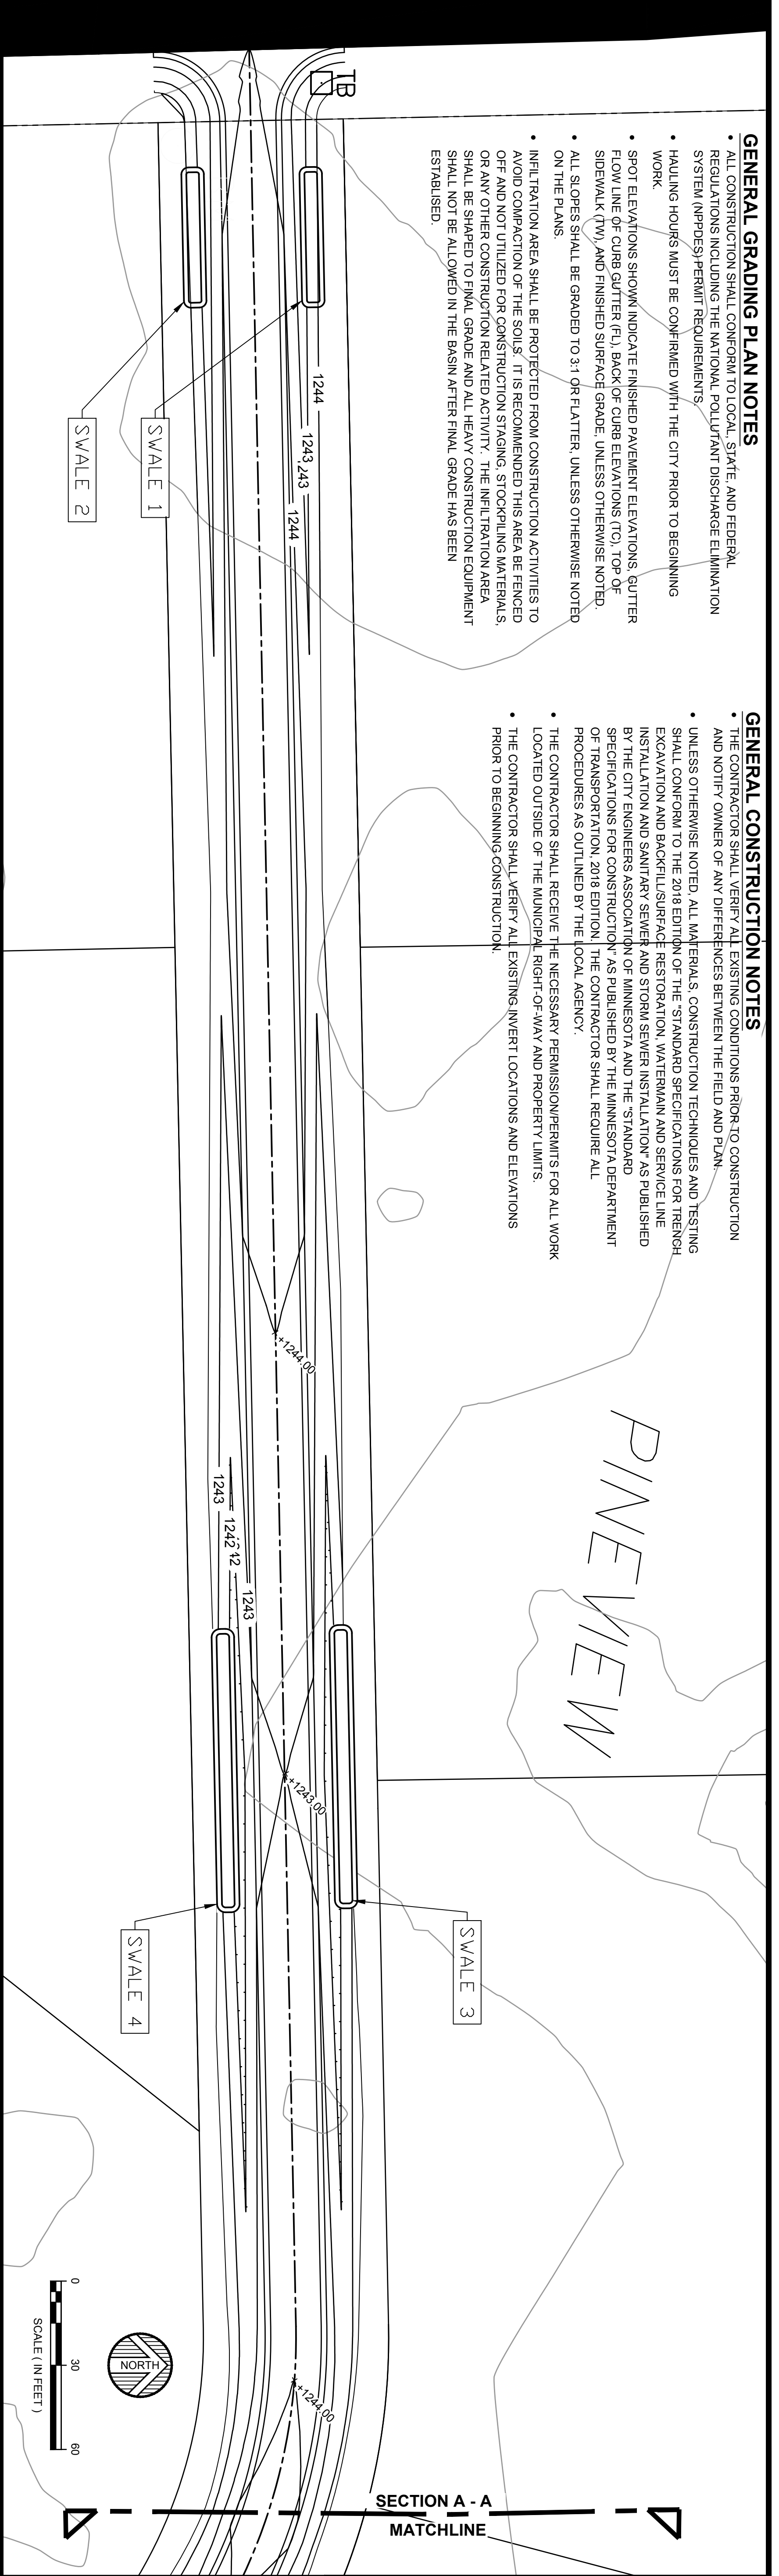 GENERAL GRADING PLAN NOTES
• ALL CONSTRUCTION SHALL CONFORM TO LOCAL, STATE, AND FEDERAL
REGULATIONS INCLUDING THE NATIONAL POLLUTANT DISCHARGE ELIMINATION
SYSTEM (NPPDES) PERMIT REQUIREMENTS.
• HAULING HOURS MUST BE CONFIRMED WITH THE CITY PRIOR TO BEGINNING
WORK.
• SPOT ELEVATIONS SHOWN INDICATE FINISHED PAVEMENT ELEVATIONS, GUTTER
FLOW LINE OF CURB GUTTER (FL), BACK OF CURB ELEVATIONS (TC), TOP OF
SIDEWALK (TW), AND FINISHED SURFACE GRADE, UNLESS OTHERWISE NOTED.
• ALL SLOPES SHALL BE GRADED TO 3:1 OR FLATTER, UNLESS OTHERWISE NOTED
ON THE PLANS.
• INFILTRATION AREA SHALL BE PROTECTED FROM CONSTRUCTION ACTIVITIES TO
AVOID COMPACTION OF THE SOILS. IT IS RECOMMENDED THIS AREA BE FENCED
OFF AND NOT UTILIZED FOR CONSTRUCTION STAGING, STOCKPILING MATERIALS,
OR ANY OTHER CONSTRUCTION RELATED ACTIVITY. THE INFILTRATION AREA
SHALL BE SHAPED TO FINAL GRADE AND ALL HEAVY CONSTRUCTION EQUIPMENT
SHALL NOT BE ALLOWED IN THE BASIN AFTER FINAL GRADE HAS BEEN
ESTABLISED.
GENERAL CONSTRUCTION NOTES
• THE CONTRACTOR SHALL VERIFY ALL EXISTING CONDITIONS PRIOR TO CONSTRUCTION
AND NOTIFY OWNER OF ANY DIFFERENCES BETWEEN THE FIELD AND PLAN.
• UNLESS OTHERWISE NOTED, ALL MATERIALS, CONSTRUCTION TECHNIQUES AND TESTING
SHALL CONFORM TO THE 2018 EDITION OF THE "STANDARD SPECIFICATIONS FOR TRENCH
EXCAVATION AND BACKFILL/SURFACE RESTORATION, WATERMAIN AND SERVICE LINE
INSTALLATION AND SANITARY SEWER AND STORM SEWER INSTALLATION" AS PUBLISHED
BY THE CITY ENGINEERS ASSOCIATION OF MINNESOTA AND THE "STANDARD
SPECIFICATIONS FOR CONSTRUCTION" AS PUBLISHED BY THE MINNESOTA DEPARTMENT
OF TRANSPORTATION, 2018 EDITION. THE CONTRACTOR SHALL REQUIRE ALL
PROCEDURES AS OUTLINED BY THE LOCAL AGENCY.
• THE CONTRACTOR SHALL RECEIVE THE NECESSARY PERMISSION/PERMITS FOR ALL WORK
LOCATED OUTSIDE OF THE MUNICIPAL RIGHT-OF-WAY AND PROPERTY LIMITS.
• THE CONTRACTOR SHALL VERIFY ALL EXISTING INVERT LOCATIONS AND ELEVATIONS
PRIOR TO BEGINNING CONSTRUCTION.
PINEVIEW
TB
1244
1243
1244
SWALE 1
SWALE 2
+1244.00
1243
1242
1243
+1243.00
SWALE 3
SWALE 4
+1244.00
0 30 60
SCALE ( IN FEET )
NORTH
SECTION A - A
MATCHLINE